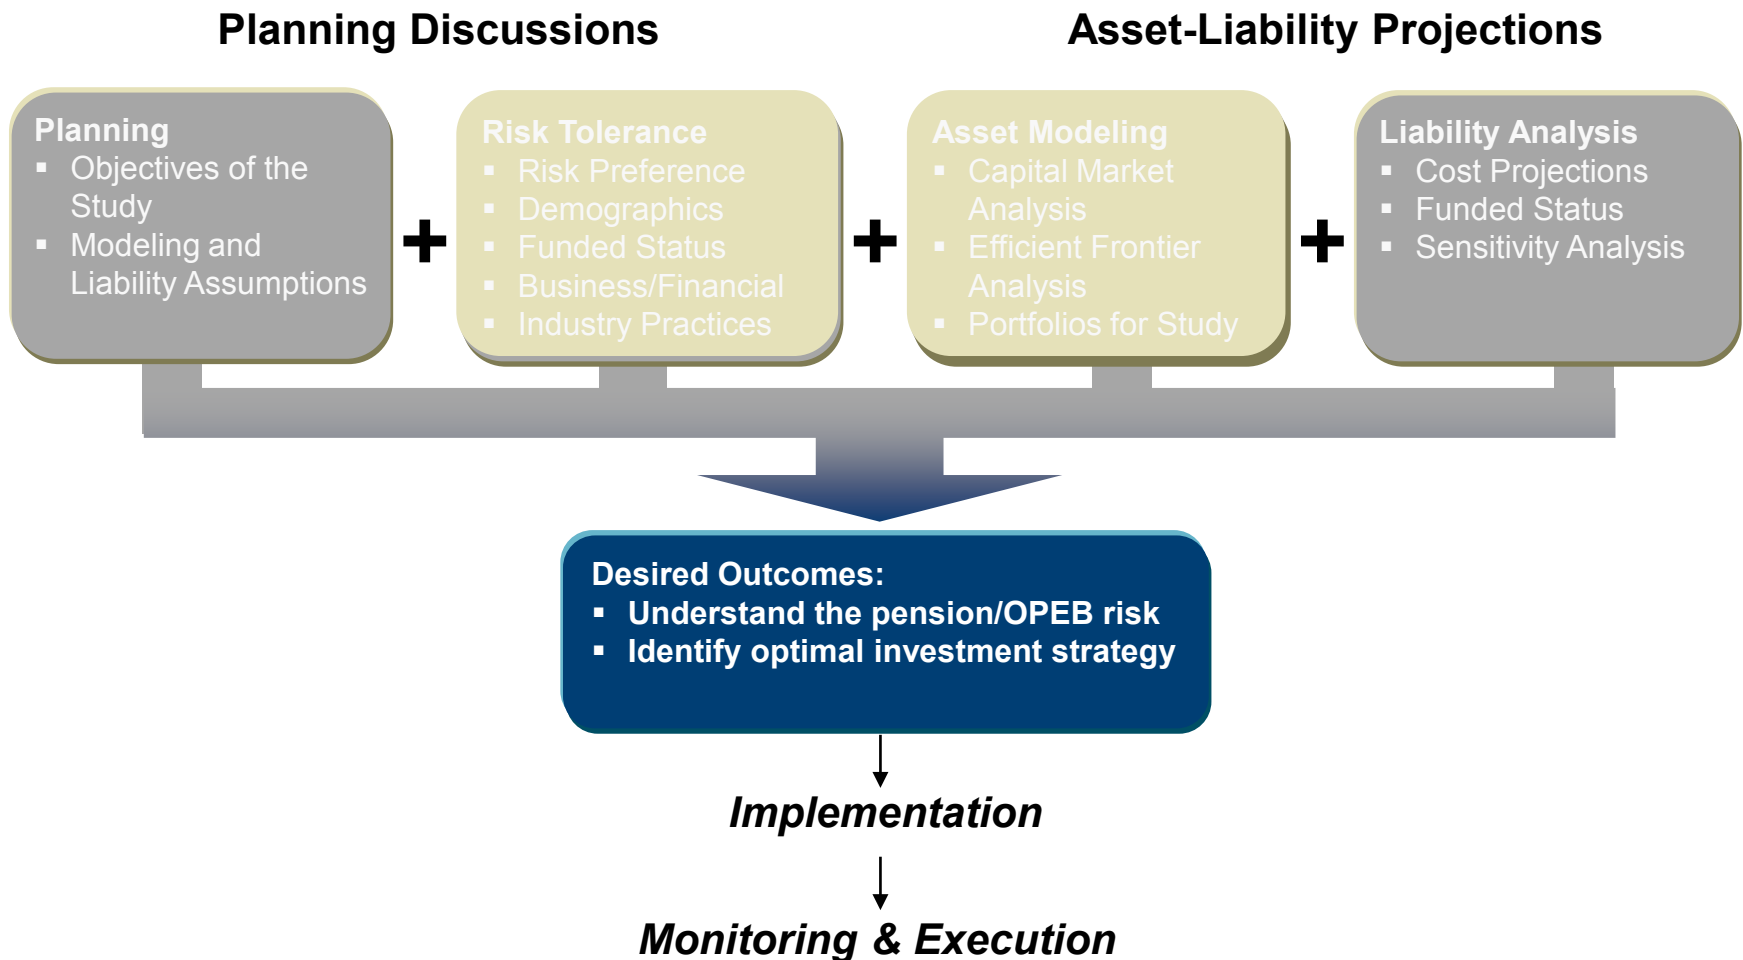 Planning Discussions
Asset-Liability Projections
Planning
▪ Objectives of the
Study
▪ Modeling and
Liability Assumptions
+
Risk Tolerance
▪ Risk Preference
▪ Demographics
▪ Funded Status
▪ Business/Financial
▪ Industry Practices
+
Asset Modeling
▪ Capital Market
Analysis
▪ Efficient Frontier
Analysis
▪ Portfolios for Study
+
Liability Analysis
▪ Cost Projections
▪ Funded Status
▪ Sensitivity Analysis
Desired Outcomes:
▪ Understand the pension/OPEB risk
▪ Identify optimal investment strategy
Implementation
Monitoring & Execution